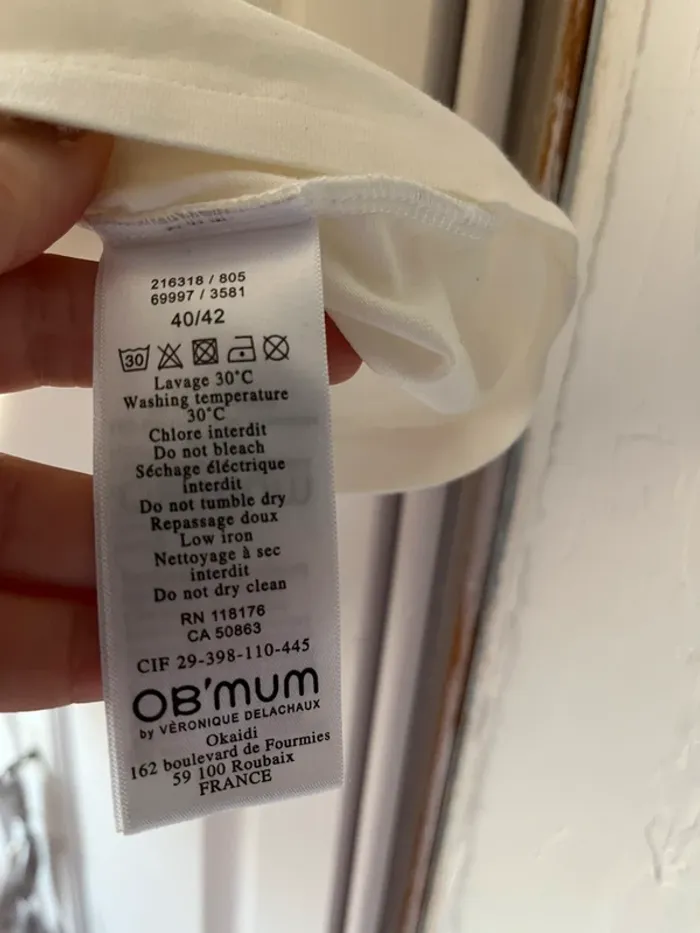 216318 / 805
69997 / 3581
40/42
30
Lavage 30°C
Washing temperature
30°C
Chlore interdit
Do not bleach
Séchage éléctrique
interdit
Do not tumble dry
Repassage doux
Low iron
Nettoyage à sec
interdit
Do not dry clean
RN 118176
CA 50863
CIF 29-398-110-445
OB'MUM
by VÈRONIQUE DELACHAUX
Okaidi
162 boulevard de Fourmies
59 100 Roubaix
FRANCE